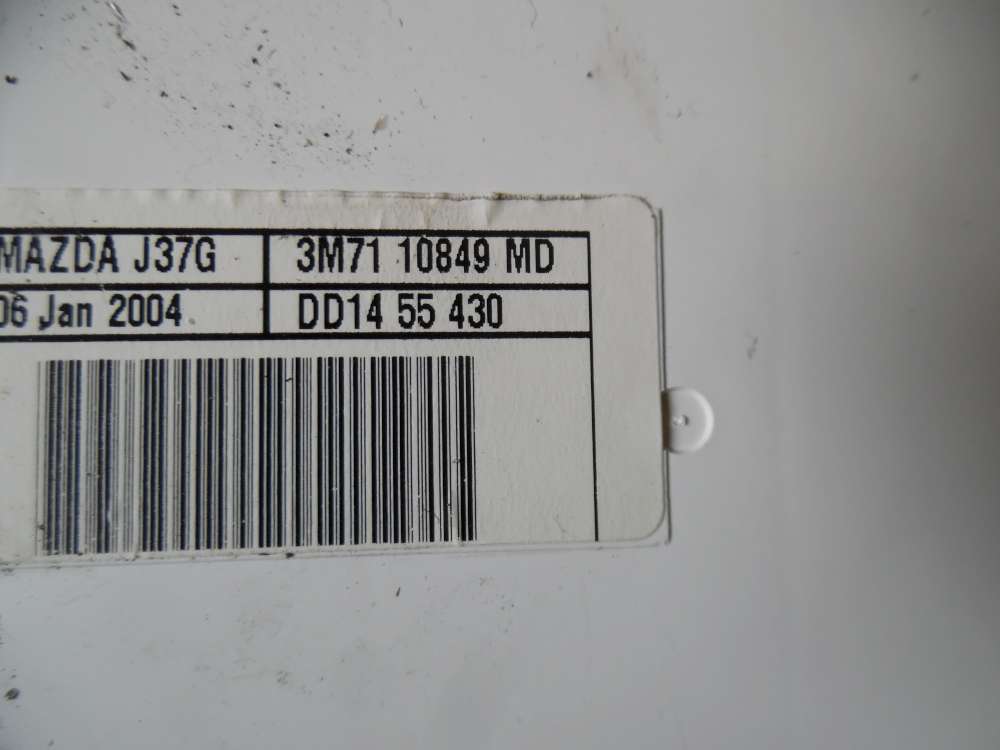 MAZDA J37G 3M71 10849 MD
06 Jan 2004 DD14 55 430